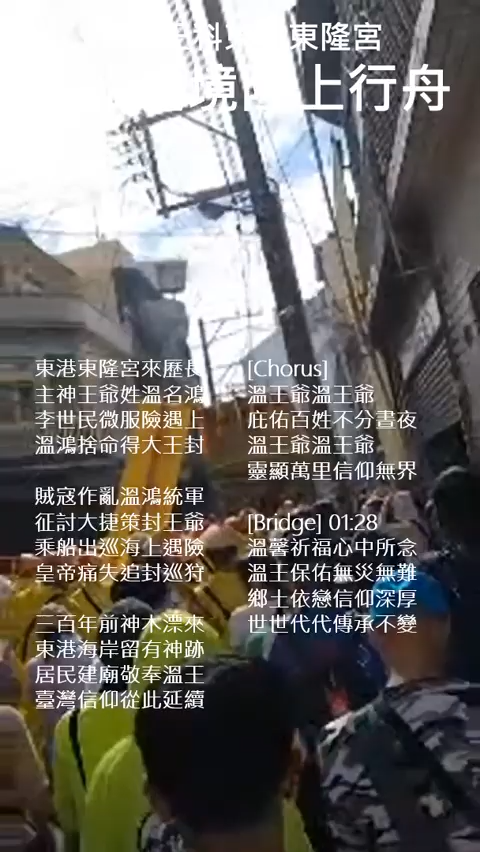 科東 東隆宮
境 上行舟
東港東隆宮來歷長
主神王爺姓溫名鴻
李世民微服險遇上
溫鴻捨命得大王封
賊寇作亂溫鴻統軍
征討大捷策封王爺
乘船出巡海上遇險
皇帝痛失追封巡狩
三百年前神木漂來
東港海岸留有神跡
居民建廟敬奉溫王
臺灣信仰從此延續
[Chorus]
溫王爺溫王爺
庇佑百姓不分晝夜
溫王爺溫王爺
靈顯萬里信仰無界
[Bridge] 01:28
溫馨祈福心中所念
溫王保佑無災無難
鄉土依戀信仰深厚
世世代代傳承不變